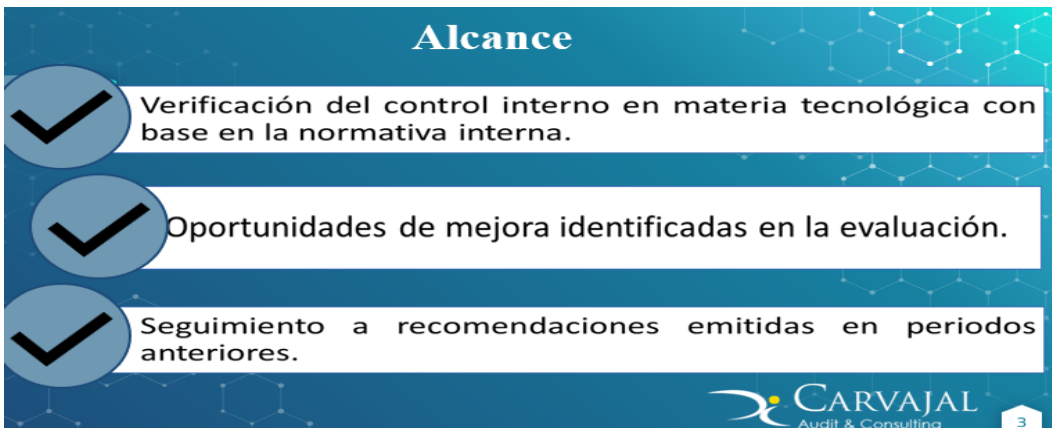 Alcance
Verificación del control interno en materia tecnológica con
base en la normativa interna.
Oportunidades de mejora identificadas en la evaluación.
Seguimiento a recomendaciones emitidas en periodos
anteriores.
CARVAJAL
Audit & Consulting
3